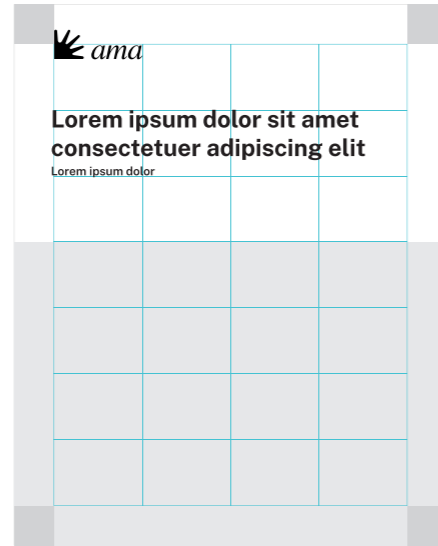 ama
Lorem ipsum dolor sit amet
consectetuer adipiscing elit
Lorem ipsum dolor